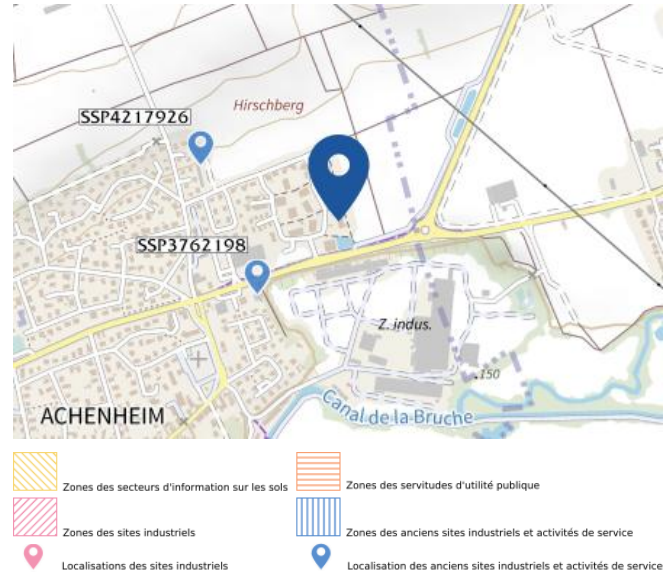 Hirschberg
SSP4217926
SSP3762198
Z. indus.
150
Canal de la Bruche
ACHENHEIM
Zones des secteurs d'information sur les sols
Zones des servitudes d'utilité publique
Zones des sites industriels
Zones des anciens sites industriels et activités de service
Localisations des sites industriels
Localisation des anciens sites industriels et activités de service